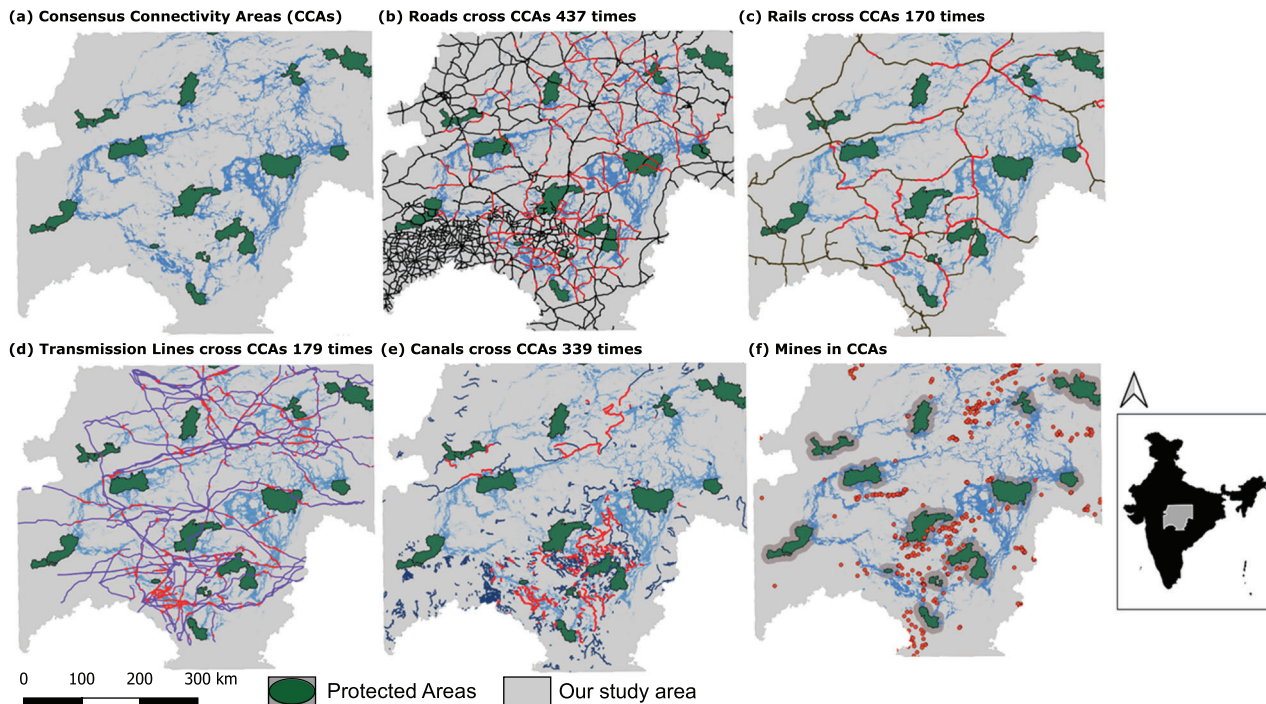 (a) Consensus Connectivity Areas (CCAs)
(b) Roads cross CCAs 437 times
(c) Rails cross CCAs 170 times
(d) Transmission Lines cross CCAs 179 times
(e) Canals cross CCAs 339 times
(f) Mines in CCAs
0 100 200 300 km
Protected Areas
Our study area